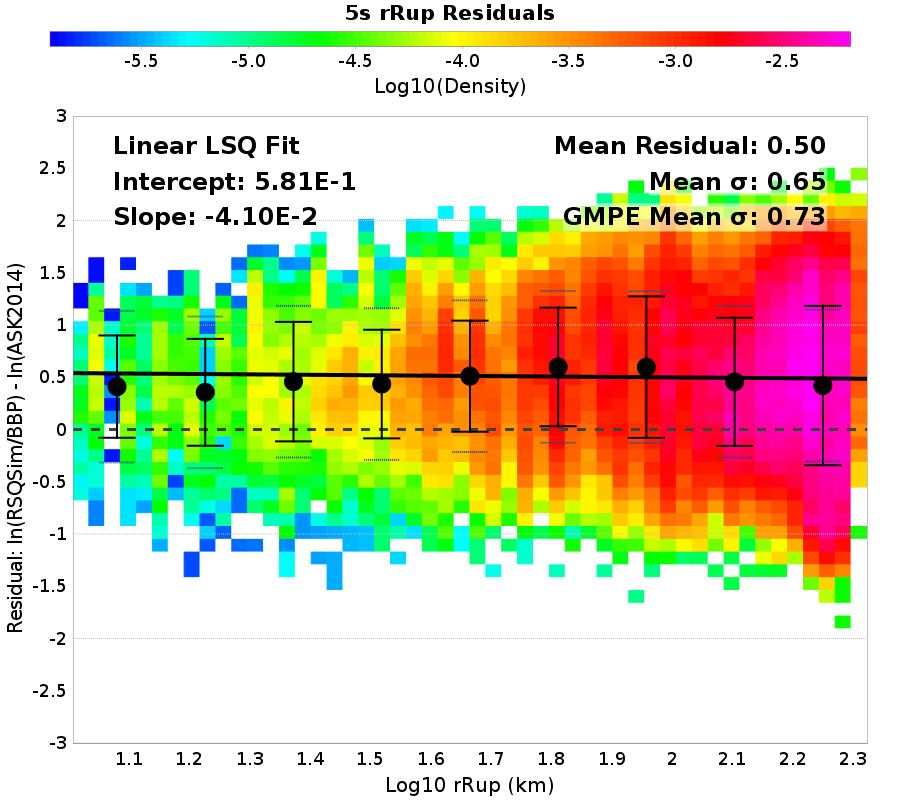 5s rRup Residuals
-5.5 -5.0 -4.5 -4.0 -3.5 -3.0 -2.5
Log10(Density)
Linear LSQ Fit
Intercept: 5.81E-1
Slope: -4.10E-2
Mean Residual: 0.50
Mean σ: 0.65
GMPE Mean σ: 0.73
Residual: ln(RSQSim/BBP) - ln(ASK2014)
3
2.5
2
1.5
1
0.5
0
-0.5
-1
-1.5
-2
-2.5
-3
1.1 1.2 1.3 1.4 1.5 1.6 1.7 1.8 1.9 2 2.1 2.2 2.3
Log10 rRup (km)